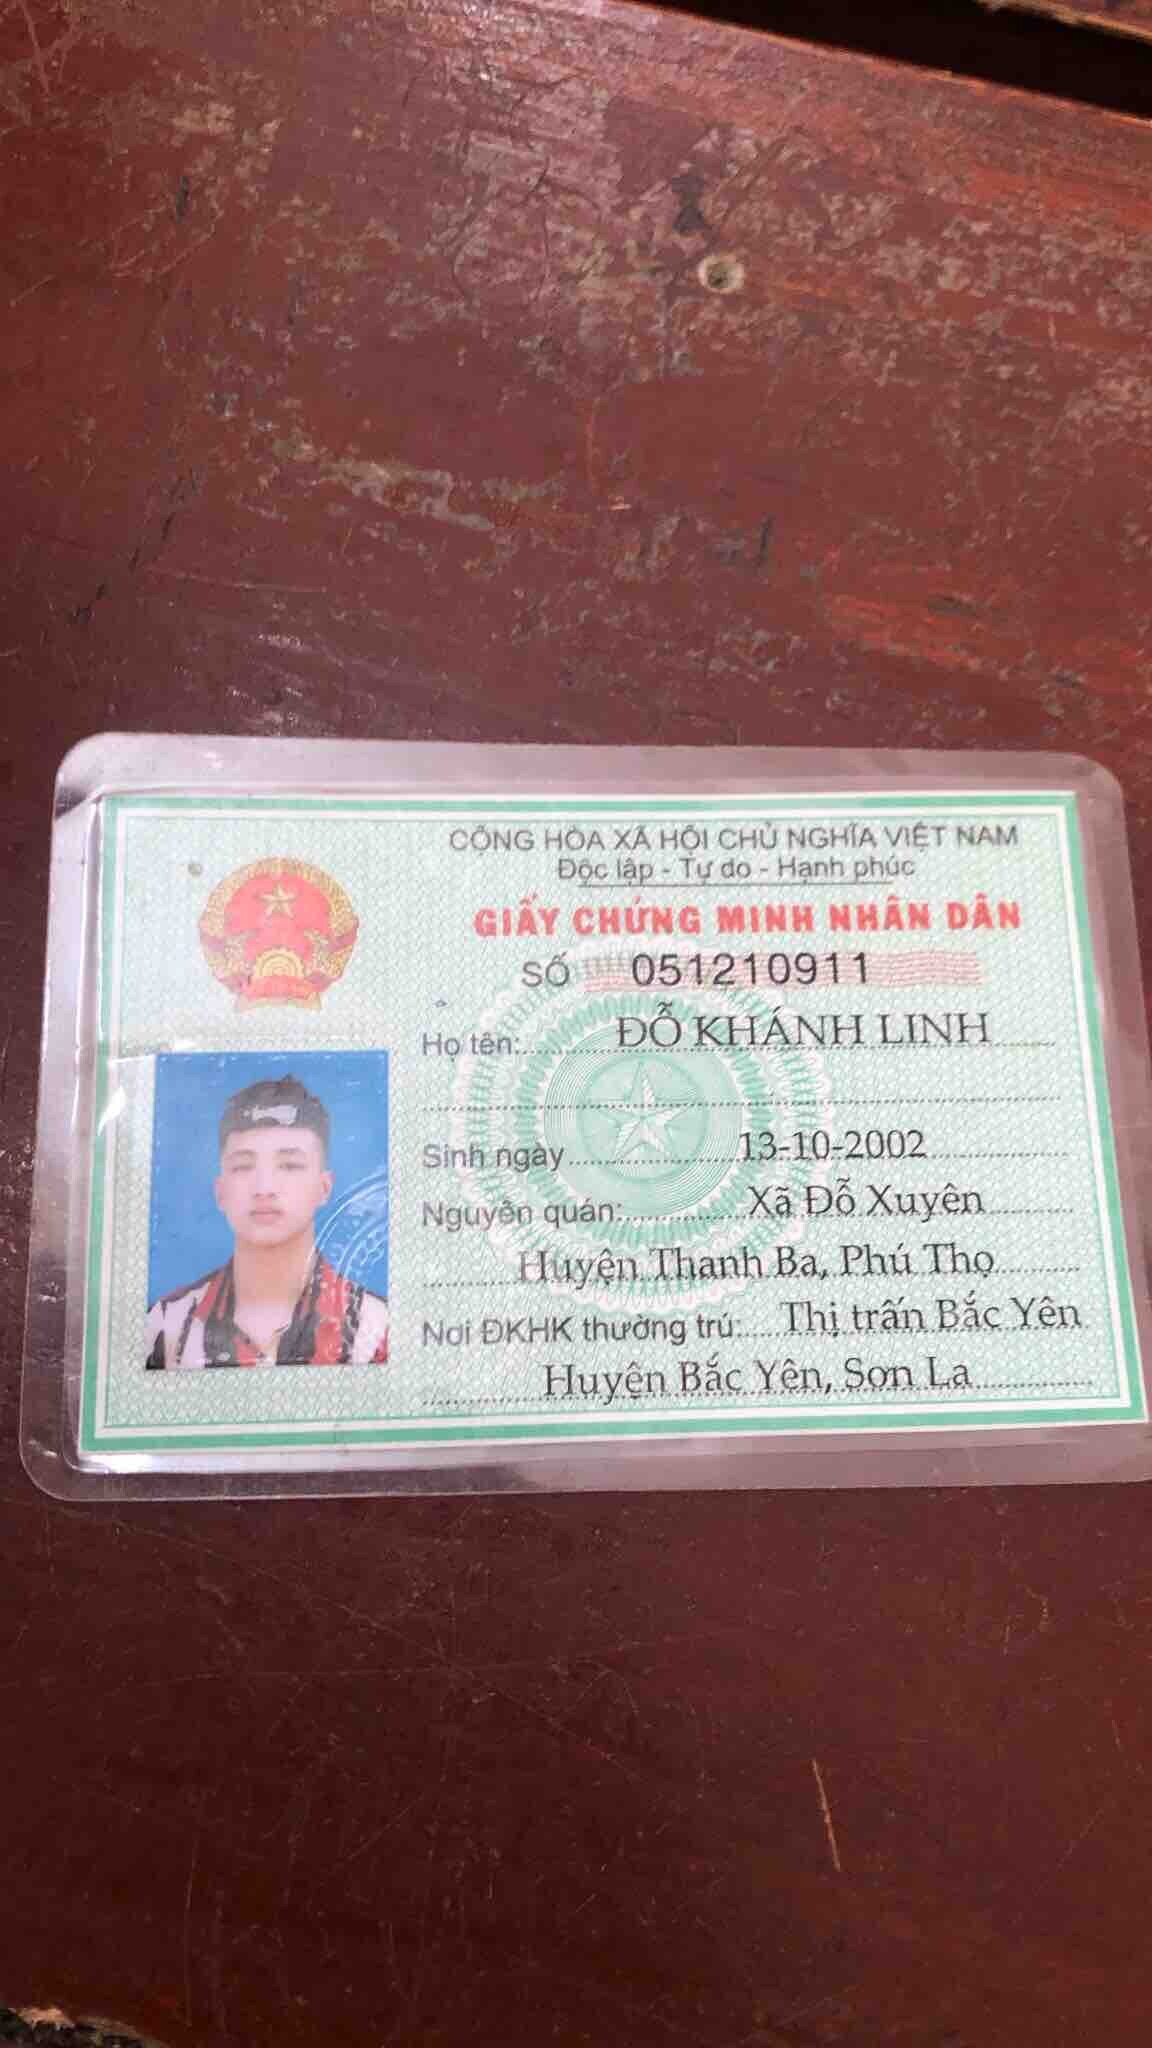 CỘNG HÒA XÃ HỘI CHỦ NGHĨA VIỆT NAM
Độc lập - Tự do - Hạnh phúc
GIẤY CHỨNG MINH NHÂN DÂN
SỐ 051210911
Họ tên: ĐỖ KHÁNH LINH
Sinh ngày 13-10-2002
Nguyên quán: Xã Đỗ Xuyên
Huyện Thanh Ba, Phú Thọ
Nơi ĐKHK thường trú: Thị trấn Bắc Yên
Huyện Bắc Yên, Sơn La